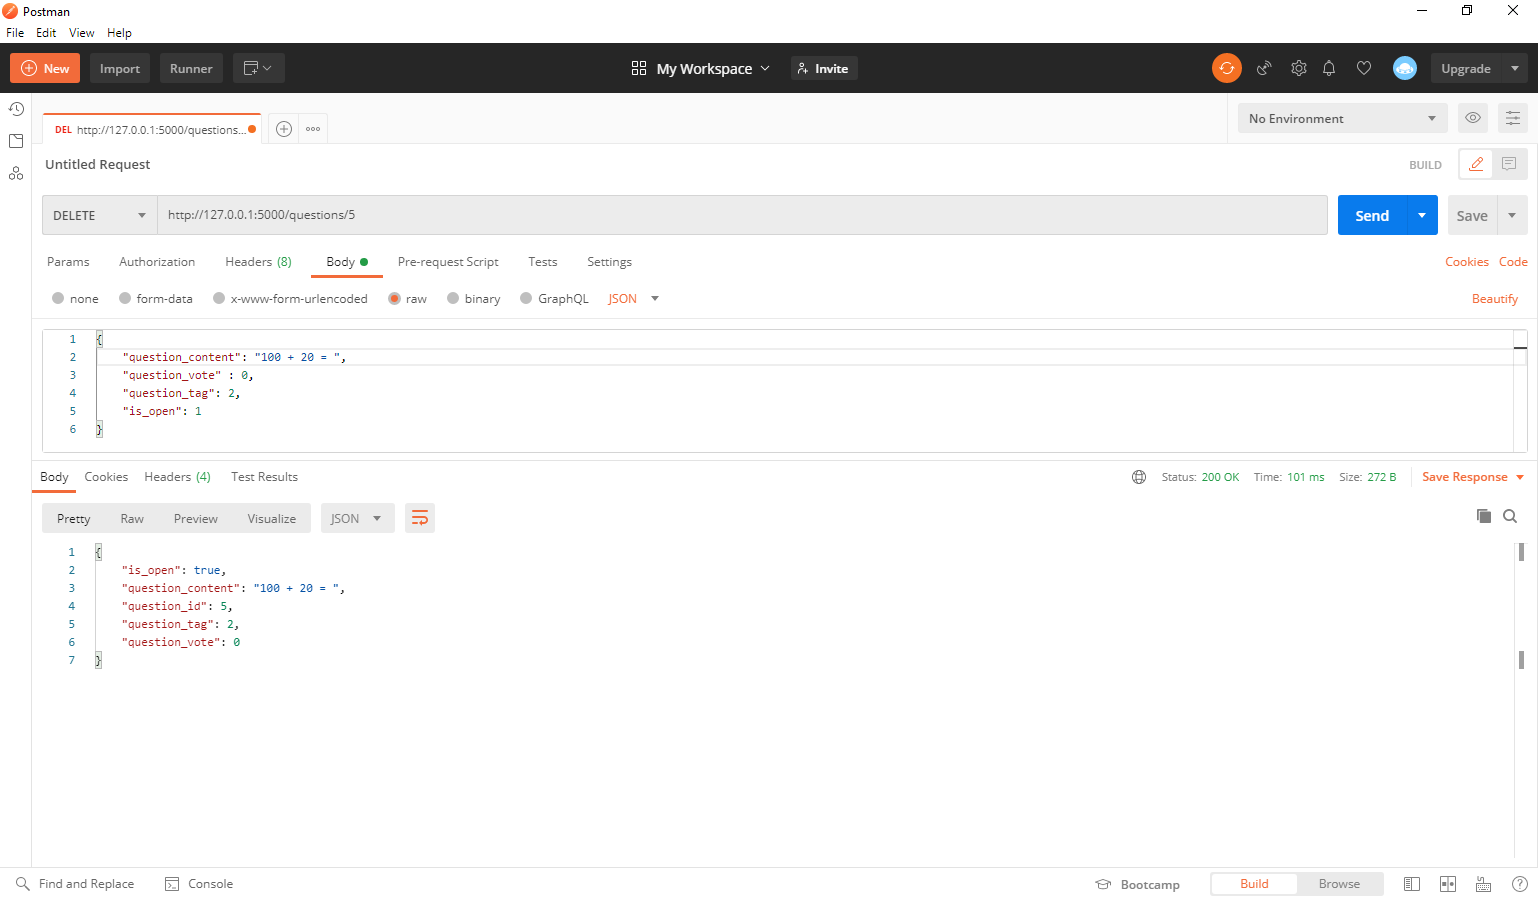 Postman
File Edit View Help
New Import Runner My Workspace Invite Upgrade
DEL http://127.0.0.1:5000/questions... No Environment
Untitled Request BUILD
DELETE http://127.0.0.1:5000/questions/5 Send Save
Params Authorization Headers (8) Body Pre-request Script Tests Settings Cookies Code
none form-data x-www-form-urlencoded raw binary GraphQL JSON Beautify
1 {
2 "question_content": "100 + 20 = ",
3 "question_vote" : 0,
4 "question_tag": 2,
5 "is_open": 1
6 }
Body Cookies Headers (4) Test Results Status: 200 OK Time: 101 ms Size: 272 B Save Response
Pretty Raw Preview Visualize JSON
1 {
2 "is_open": true,
3 "question_content": "100 + 20 = ",
4 "question_id": 5,
5 "question_tag": 2,
6 "question_vote": 0
7 }
Find and Replace Console Bootcamp Build Browse